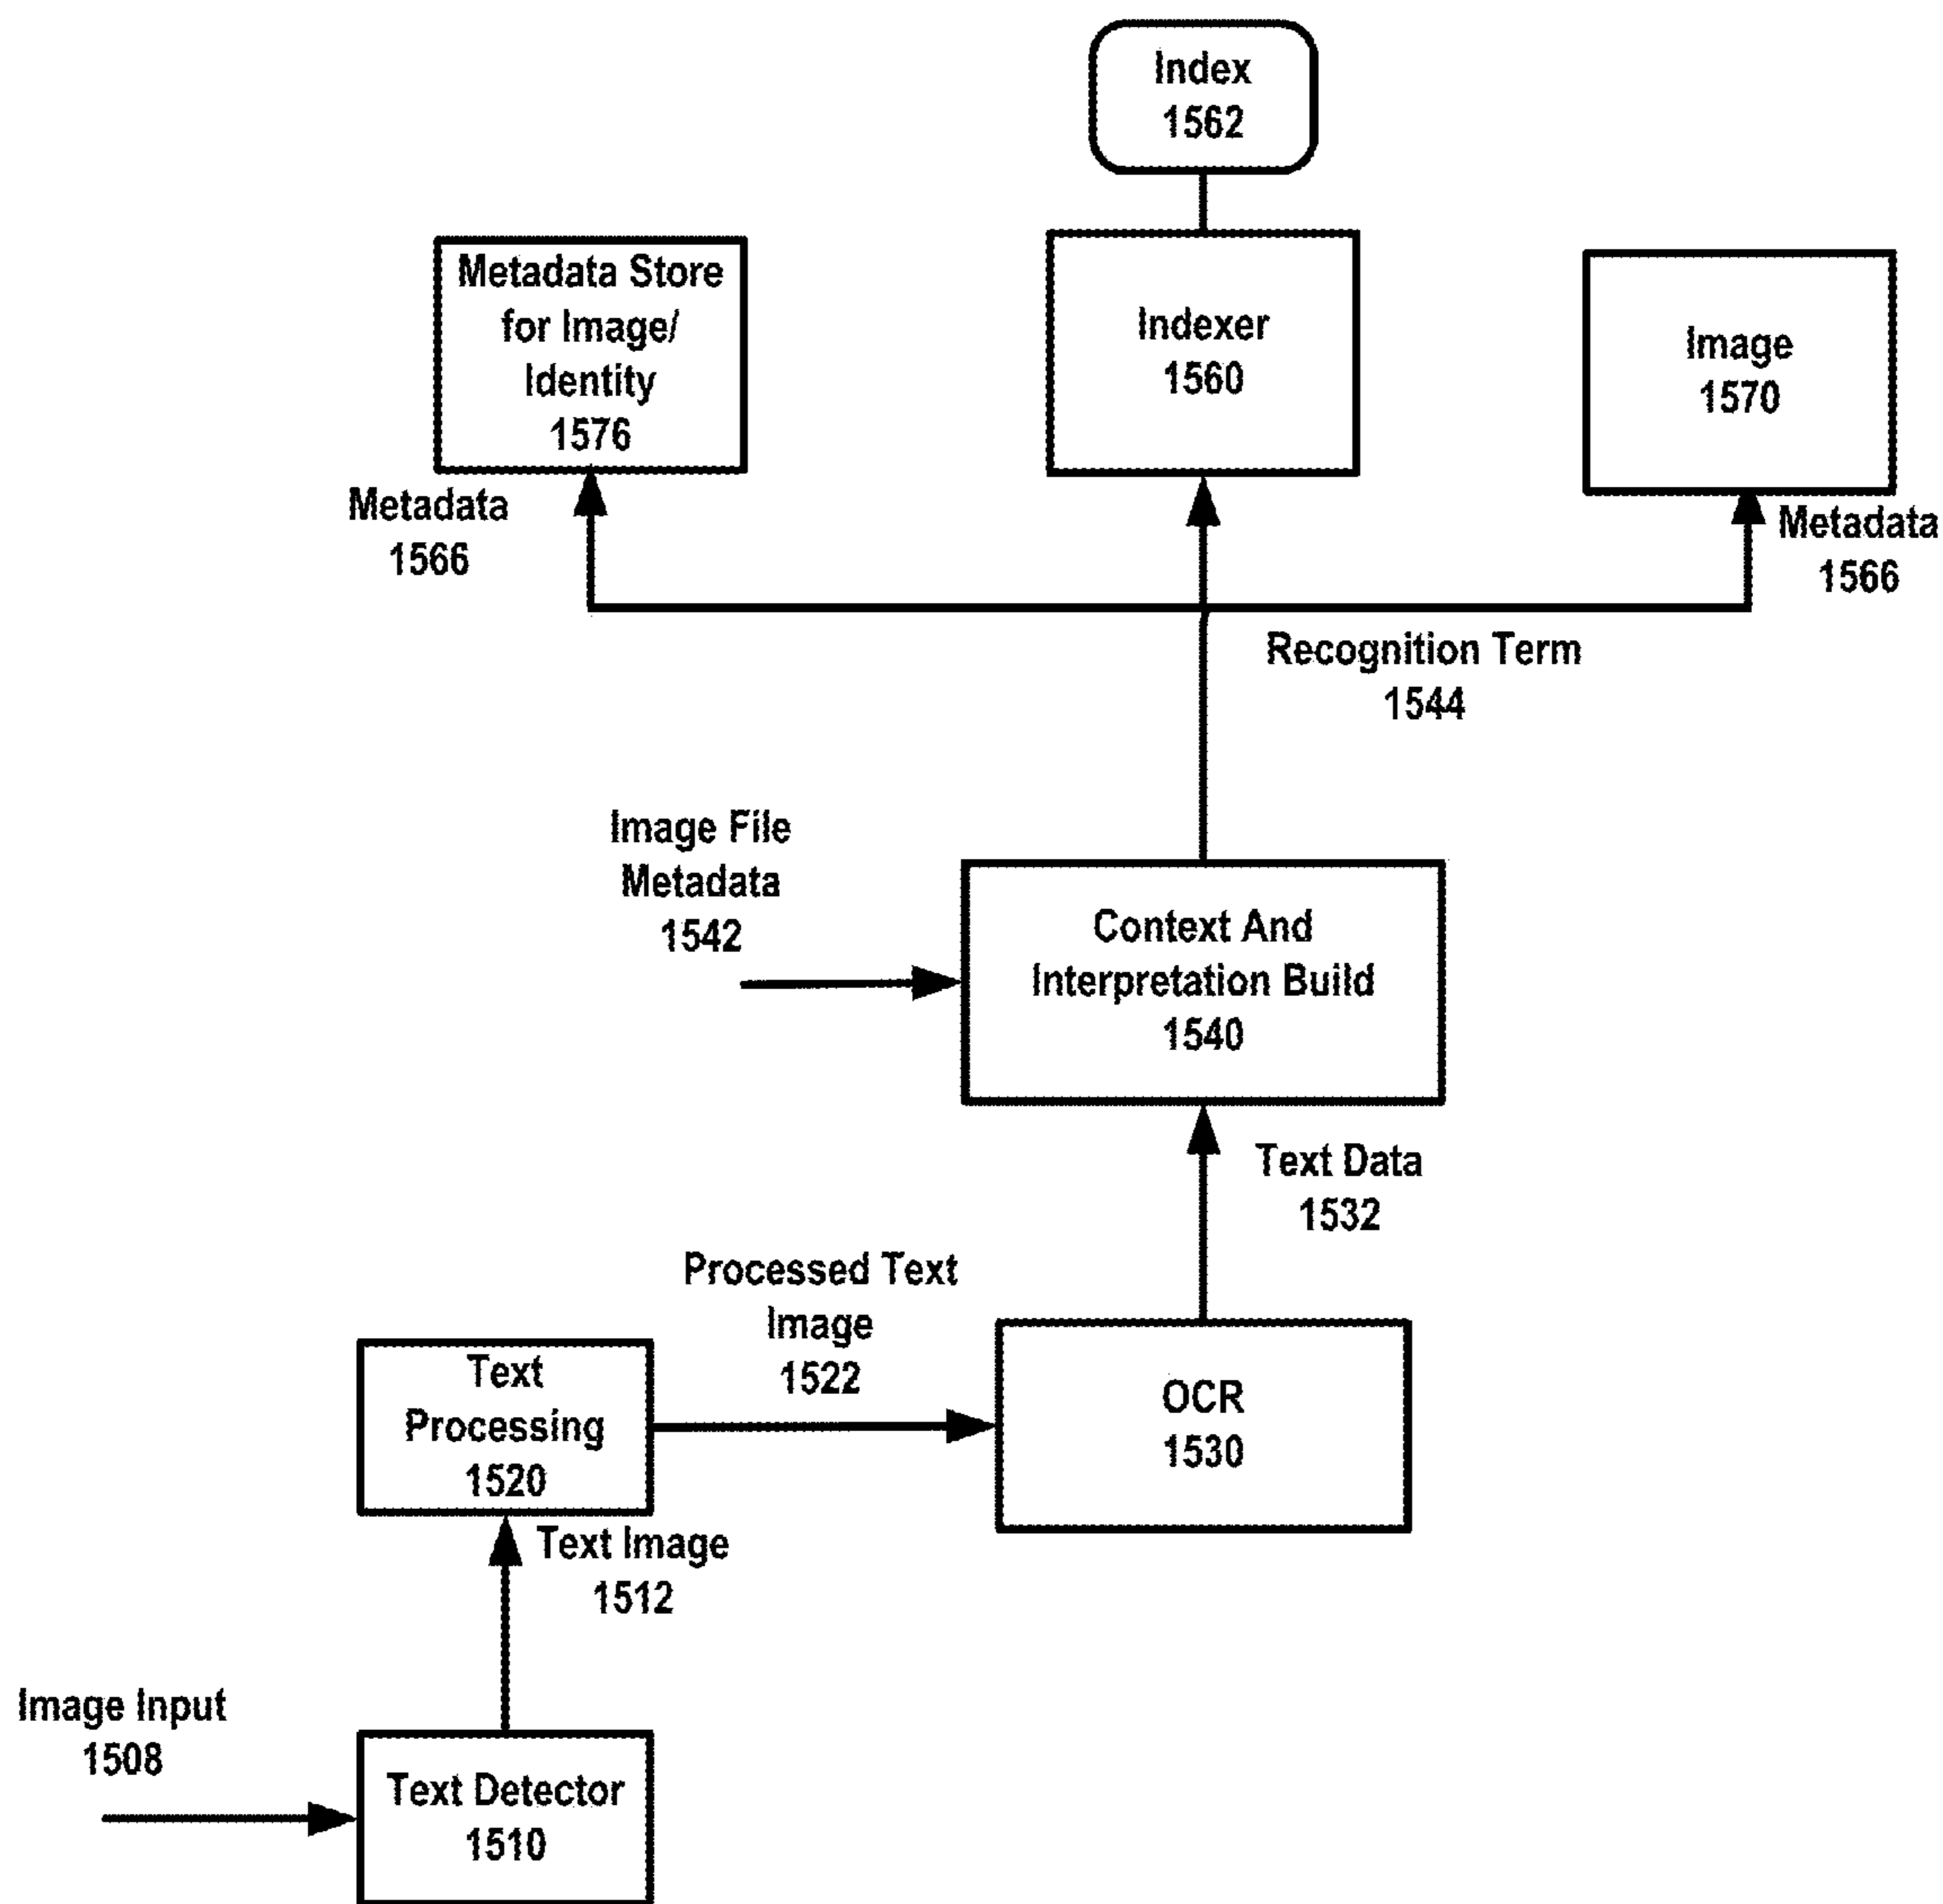 Index
1562
Metadata Store
for Image/
Identity
1576
Indexer
1560
Image
1570
Metadata
1566
Metadata
1566
Recognition Term
1544
Image File
Metadata
1542
Context And
Interpretation Build
1540
Text Data
1532
Processed Text
Image
1522
Text
Processing
1520
OCR
1530
Text Image
1512
Image Input
1508
Text Detector
1510